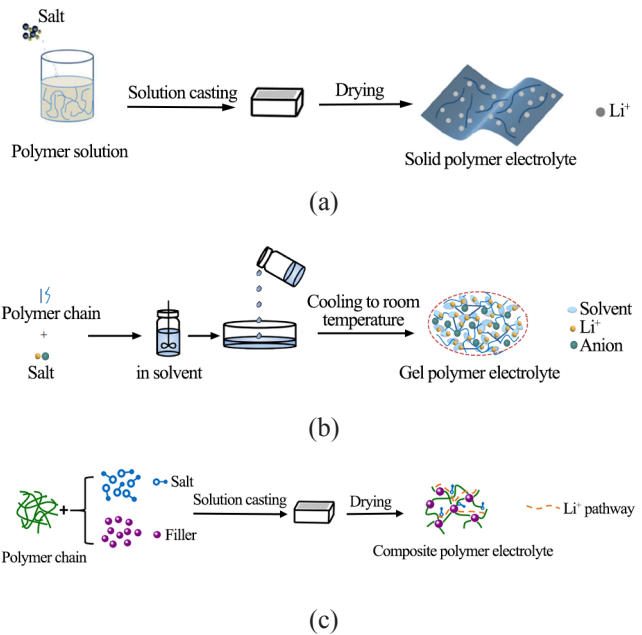 Salt
Solution casting
Drying
Li⁺
Polymer solution
Solid polymer electrolyte
(a)
Polymer chain
+
Salt
in solvent
Cooling to room
temperature
Gel polymer electrolyte
Solvent
Li⁺
Anion
(b)
+
Salt
Filler
Polymer chain
Solution casting
Drying
Composite polymer electrolyte
Li⁺ pathway
(c)